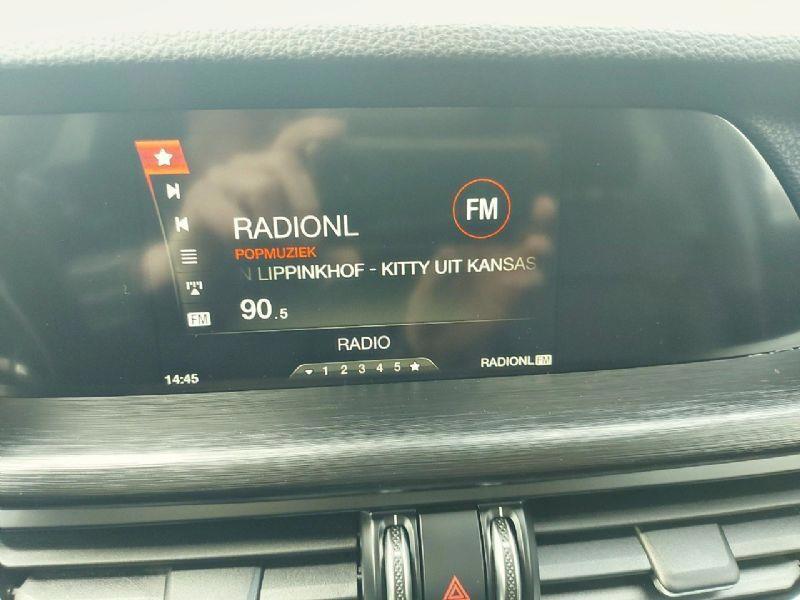 RADIONL
FM
POPMUZIEK
N LIPPINKHOF - KITTY UIT KANSAS
90.5
FM
RADIO
1 2 3 4 5
14:45
RADIONL FM